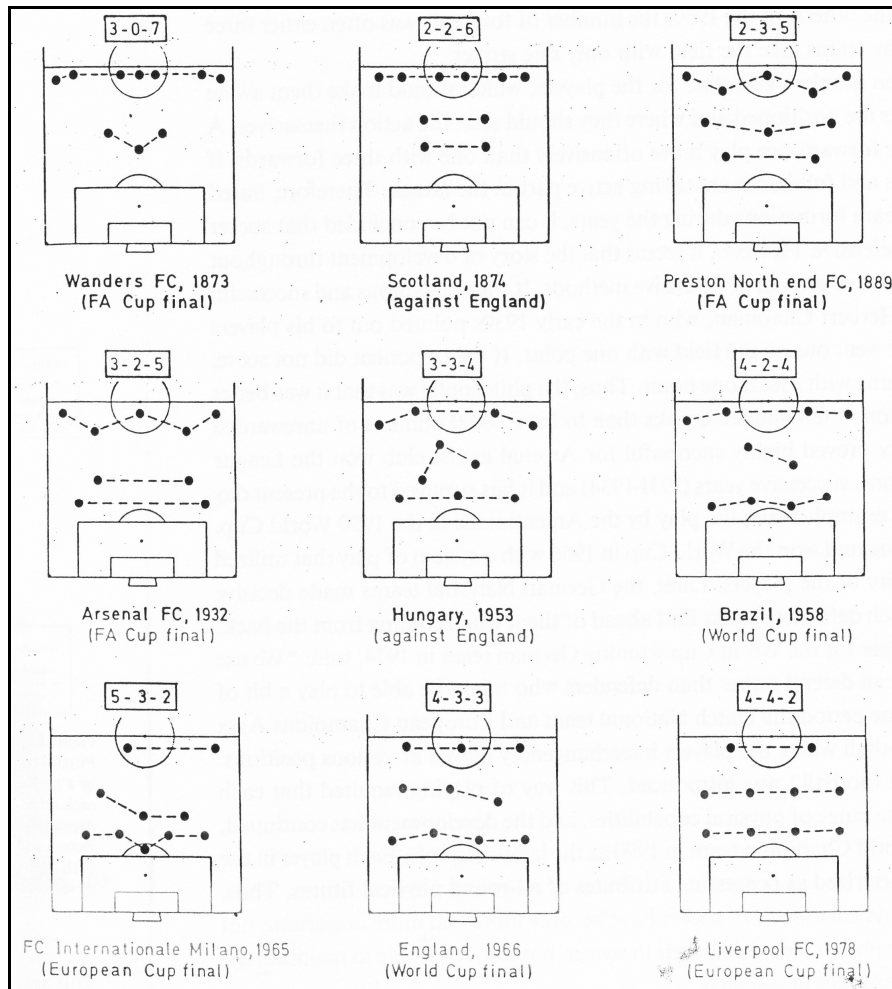 3-0-7
2-2-6
2-3-5
Wanders FC, 1873
(FA Cup final)
Scotland, 1874
(against England)
Preston North end FC, 1889
(FA Cup final)
3-2-5
3-3-4
4-2-4
Arsenal FC, 1932
(FA Cup final)
Hungary, 1953
(against England)
Brazil, 1958
(World Cup final)
5-3-2
4-3-3
4-4-2
FC Internationale Milano, 1965
(European Cup final)
England, 1966
(World Cup final)
Liverpool FC, 1978
(European Cup final)